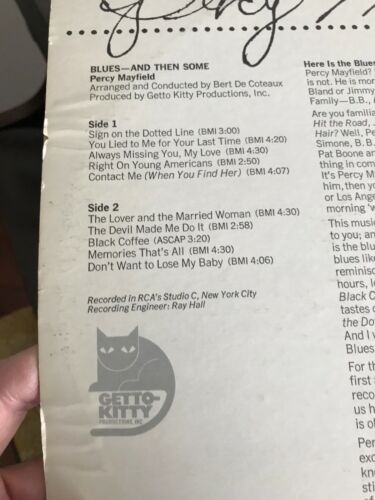 Percy M
BLUES—AND THEN SOME
Percy Mayfield
Arranged and Conducted by Bert De Coteaux
Produced by Getto Kitty Productions, Inc.
Side 1
Sign on the Dotted Line (BMI 3:00)
You Lied to Me for Your Last Time (BMI 4:20)
Always Missing You, My Love (BMI 4:30)
Right On Young Americans (BMI 2:50)
Contact Me (When You Find Her) (BMI 4:07)
Side 2
The Lover and the Married Woman (BMI 4:30)
The Devil Made Me Do It (BMI 2:58)
Black Coffee (ASCAP 3:20)
Memories That's All (BMI 4:30)
Don't Want to Lose My Baby (BMI 4:06)
Recorded in RCA's Studio C, New York City
Recording Engineer: Ray Hall
GETTO-
KITTY
PRODUCTIONS, INC
Here Is the Blues
Percy Mayfield?
is not. He is mor
Bland or Jimmy
Family—B.B.,
Are you familia
Hit the Road, J
Hair? Well, Pe
Simone, B.B.
Pat Boone an
thing in com
It's Percy M
him, then yo
or Los Ange
morning 'w
This music
to you; an
is the blu
blues like
reminisc
hours, l
Black C
tastes o
the Do
And I v
Blues
For th
first
reco
us h
is ol
Per
exc
kn
sti